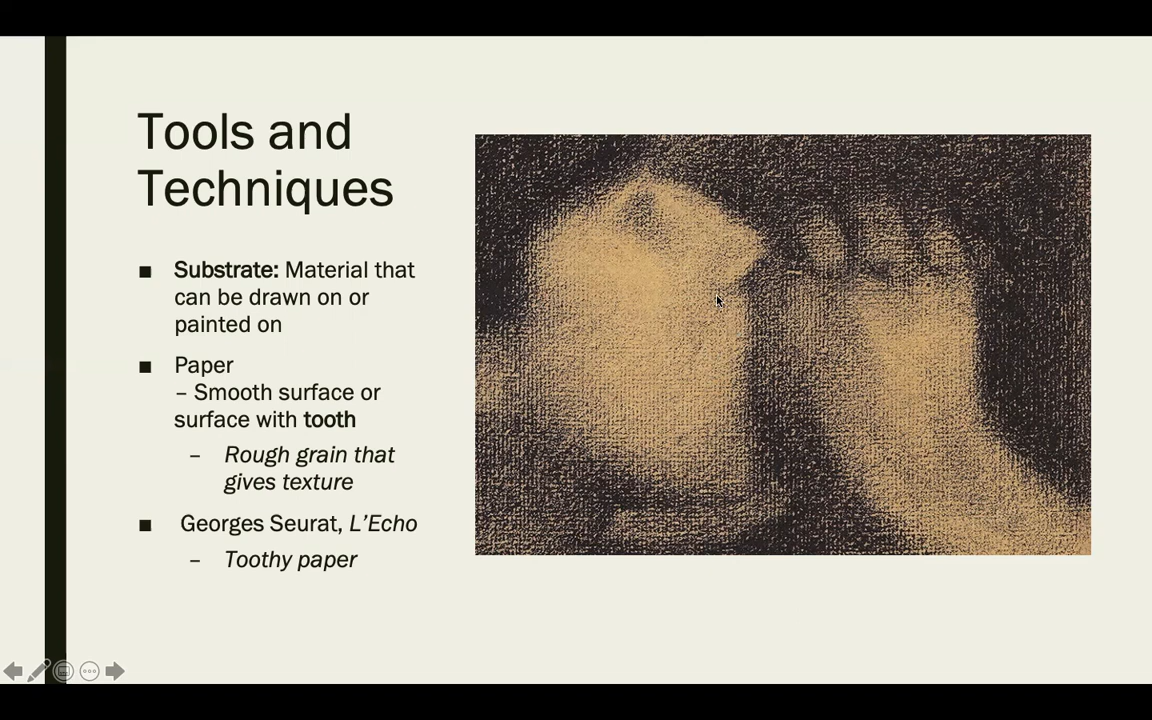 Tools and
Techniques
■ Substrate: Material that
can be drawn on or
painted on
■ Paper
– Smooth surface or
surface with tooth
– Rough grain that
gives texture
■ Georges Seurat, L’Echo
– Toothy paper